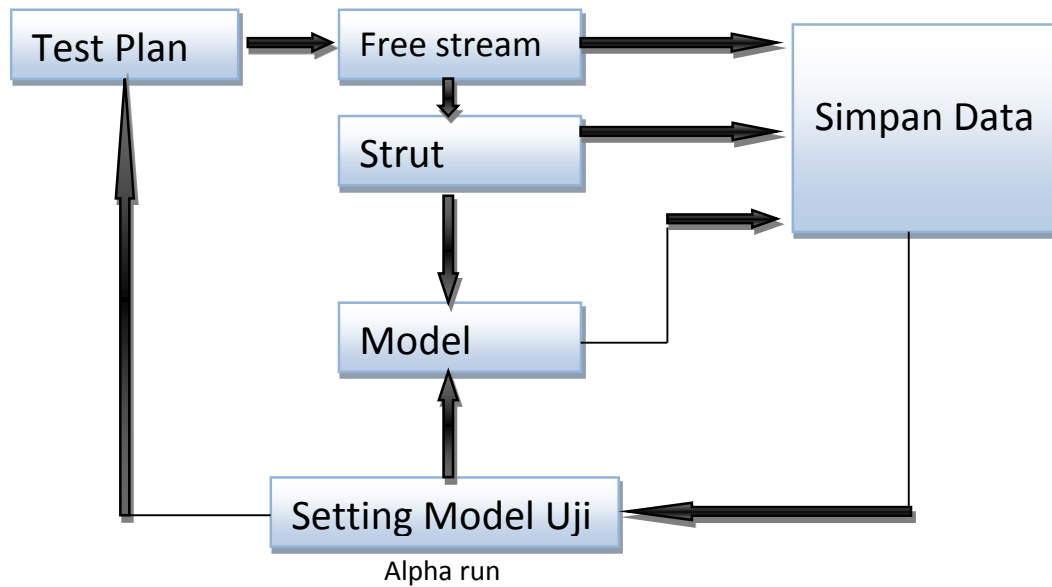 Test Plan
Free stream
Simpan Data
Strut
Model
Setting Model Uji
Alpha run